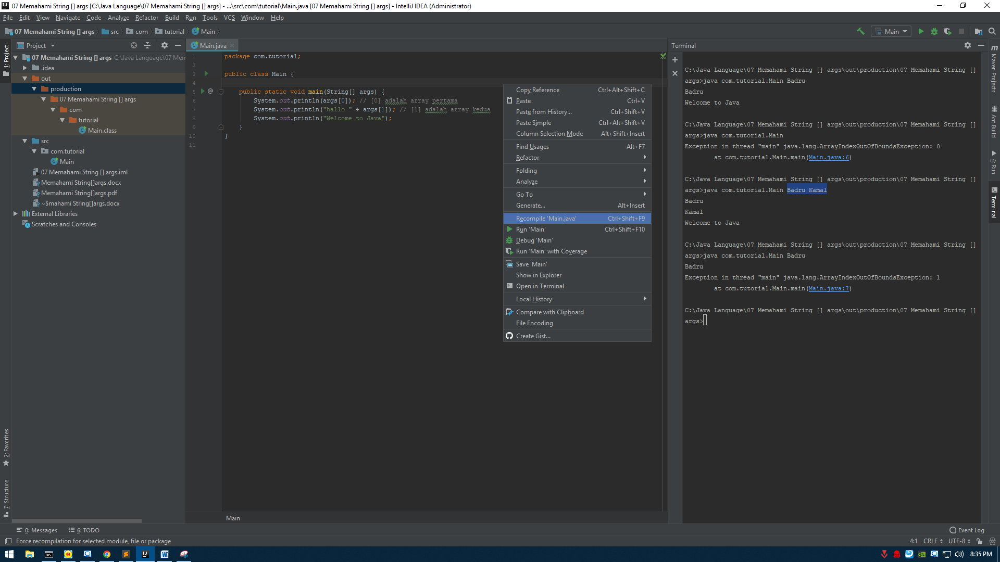 07 Memahami String [] args [C:\Java Language\07 Memahami String [] args] - ...\src\com\tutorial\Main.java [07 Memahami String [] args] - IntelliJ IDEA (Administrator)
File Edit View Navigate Code Analyze Refactor Build Run Tools VCS Window Help
07 Memahami String [] args src com tutorial Main
Main
1: Project
2: Favorites
7: Structure
Project
07 Memahami String [] args C:\Java Language\07 Mem
.idea
out
production
07 Memahami String [] args
com
tutorial
Main.class
src
com.tutorial
Main
07 Memahami String [] args.iml
Memahami String[]args.docx
Memahami String[]args.pdf
~$mahami String[]args.docx
External Libraries
Scratches and Consoles
Main.java
1 package com.tutorial;
2
3 public class Main {
4
5 public static void main(String[] args) {
6 System.out.println(args[0]); // [0] adalah array pertama
7 System.out.println("hallo " + args[1]); // [1] adalah array kedua
8 System.out.println("Welcome to Java");
9 }
10 }
11
Main
Copy Reference Ctrl+Alt+Shift+C
Paste Ctrl+V
Paste from History... Ctrl+Shift+V
Paste Simple Ctrl+Alt+Shift+V
Column Selection Mode Alt+Shift+Insert
Find Usages Alt+F7
Refactor
Folding
Analyze
Go To
Generate... Alt+Insert
Recompile 'Main.java' Ctrl+Shift+F9
Run 'Main' Ctrl+Shift+F10
Debug 'Main'
Run 'Main' with Coverage
Save 'Main'
Show in Explorer
Open in Terminal
Local History
Compare with Clipboard
File Encoding
Create Gist...
Terminal
C:\Java Language\07 Memahami String [] args\out\production\07 Memahami String []
args>java com.tutorial.Main Badru
Badru
Welcome to Java
C:\Java Language\07 Memahami String [] args\out\production\07 Memahami String []
args>java com.tutorial.Main
Exception in thread "main" java.lang.ArrayIndexOutOfBoundsException: 0
at com.tutorial.Main.main(Main.java:6)
C:\Java Language\07 Memahami String [] args\out\production\07 Memahami String []
args>java com.tutorial.Main Badru Kamal
Badru
Kamal
Welcome to Java
C:\Java Language\07 Memahami String [] args\out\production\07 Memahami String []
args>java com.tutorial.Main Badru
Badru
Exception in thread "main" java.lang.ArrayIndexOutOfBoundsException: 1
at com.tutorial.Main.main(Main.java:7)
C:\Java Language\07 Memahami String [] args\out\production\07 Memahami String []
args>
Maven Projects
Ant Build
4: Run
Terminal
0: Messages 6: TODO Event Log
Force recompilation for selected module, file or package 4:1 CRLF UTF-8
8:35 PM